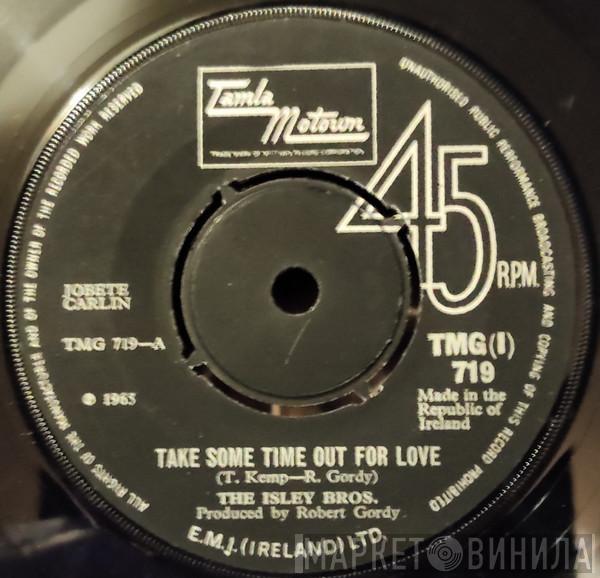 Tamla
Motown
45
R.P.M.
UNAUTHORISED PUBLIC PERFORMANCE BROADCASTING AND COPYING OF THIS RECORD PROHIBITED
ALL RIGHTS OF THE MANUFACTURER AND OF THE OWNER OF THE RECORDED WORK RESERVED
JOBETE
CARLIN
TMG 719—A
℗ 1965
TMG(I)
719
Made in the
Republic of
Ireland
TAKE SOME TIME OUT FOR LOVE
(T. Kemp—R. Gordy)
THE ISLEY BROS.
Produced by Robert Gordy
E.M.I.(IRELAND)LTD.
МАРКЕТ ВИНИЛА